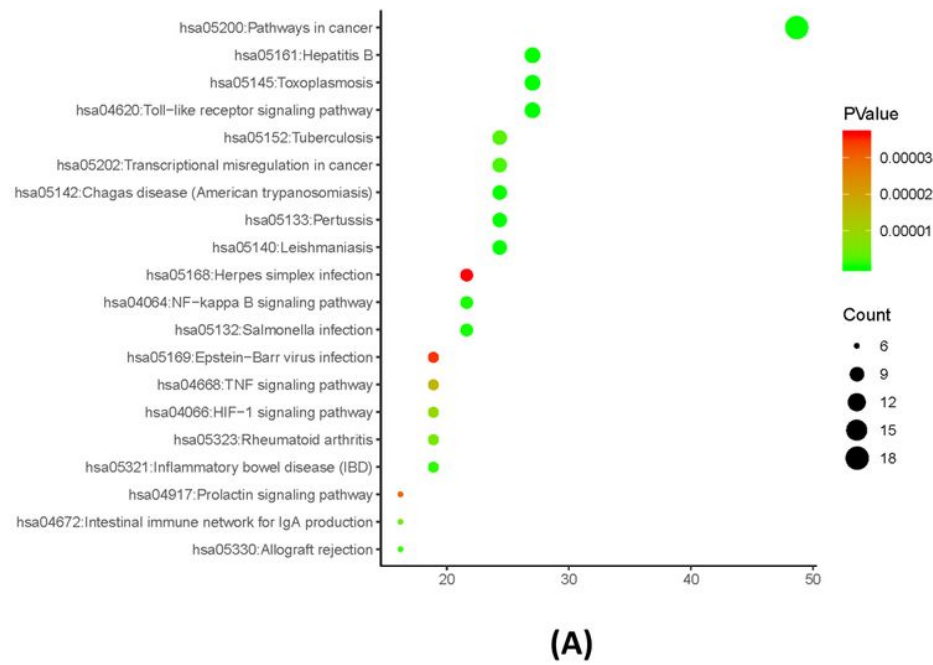 hsa05200:Pathways in cancer
hsa05161:Hepatitis B
hsa05145:Toxoplasmosis
hsa04620:Toll−like receptor signaling pathway
hsa05152:Tuberculosis
hsa05202:Transcriptional misregulation in cancer
hsa05142:Chagas disease (American trypanosomiasis)
hsa05133:Pertussis
hsa05140:Leishmaniasis
hsa05168:Herpes simplex infection
hsa04064:NF−kappa B signaling pathway
hsa05132:Salmonella infection
hsa05169:Epstein−Barr virus infection
hsa04668:TNF signaling pathway
hsa04066:HIF−1 signaling pathway
hsa05323:Rheumatoid arthritis
hsa05321:Inflammatory bowel disease (IBD)
hsa04917:Prolactin signaling pathway
hsa04672:Intestinal immune network for IgA production
hsa05330:Allograft rejection
20 30 40 50
PValue
0.00003
0.00002
0.00001
Count
6
9
12
15
18
(A)